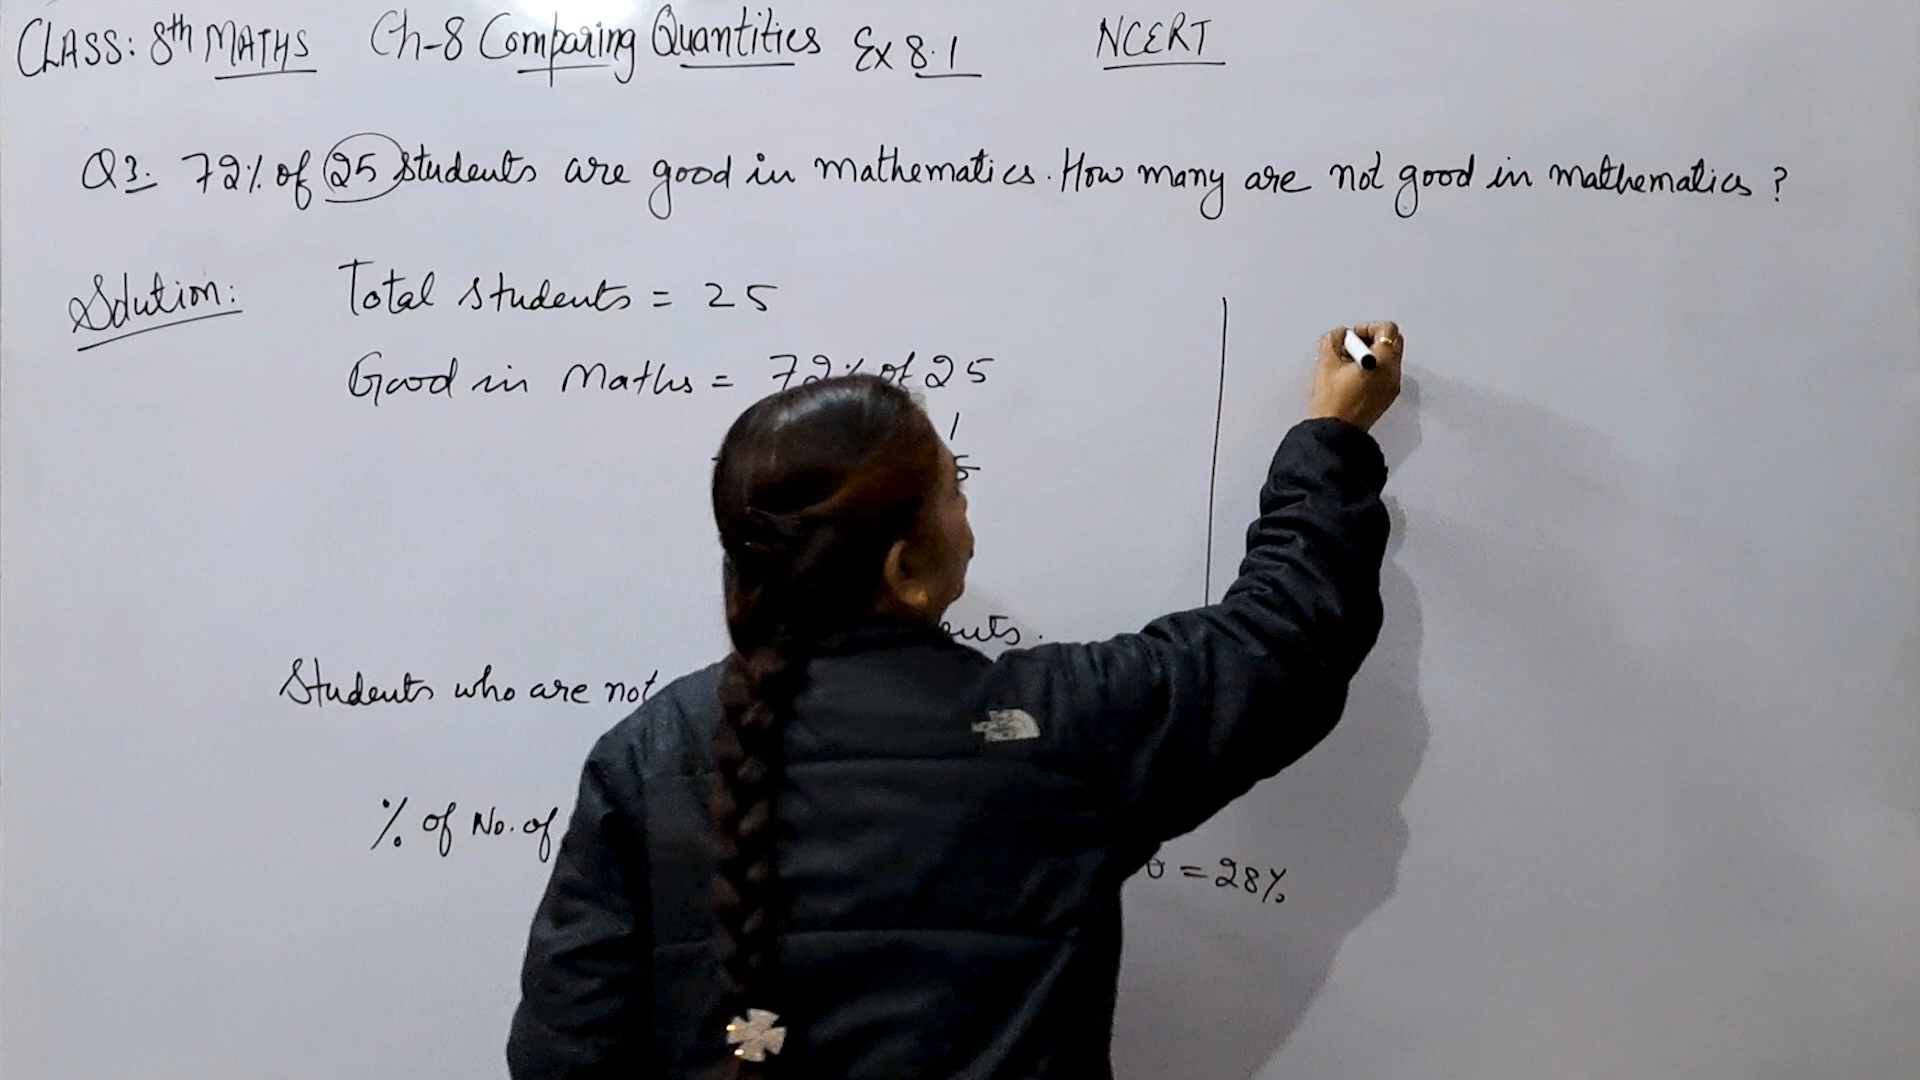 CLASS: 8th MATHS Ch-8 Comparing Quantities Ex 8.1 NCERT
Q3. 72% of 25 students are good in mathematics. How many are not good in mathematics?
Solution: Total students = 25
Good in Maths = 72% of 25
1
5
Students who are not
% of No. of
= 28%